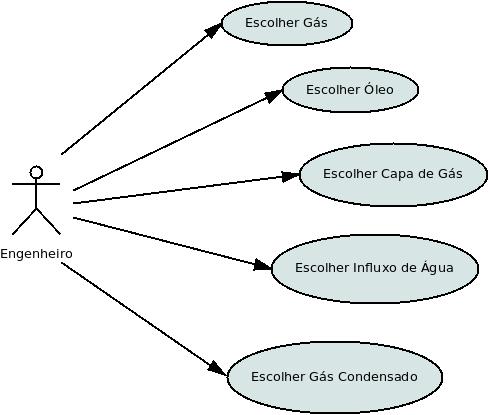 Escolher Gás
Escolher Óleo
Escolher Capa de Gás
Engenheiro
Escolher Influxo de Água
Escolher Gás Condensado